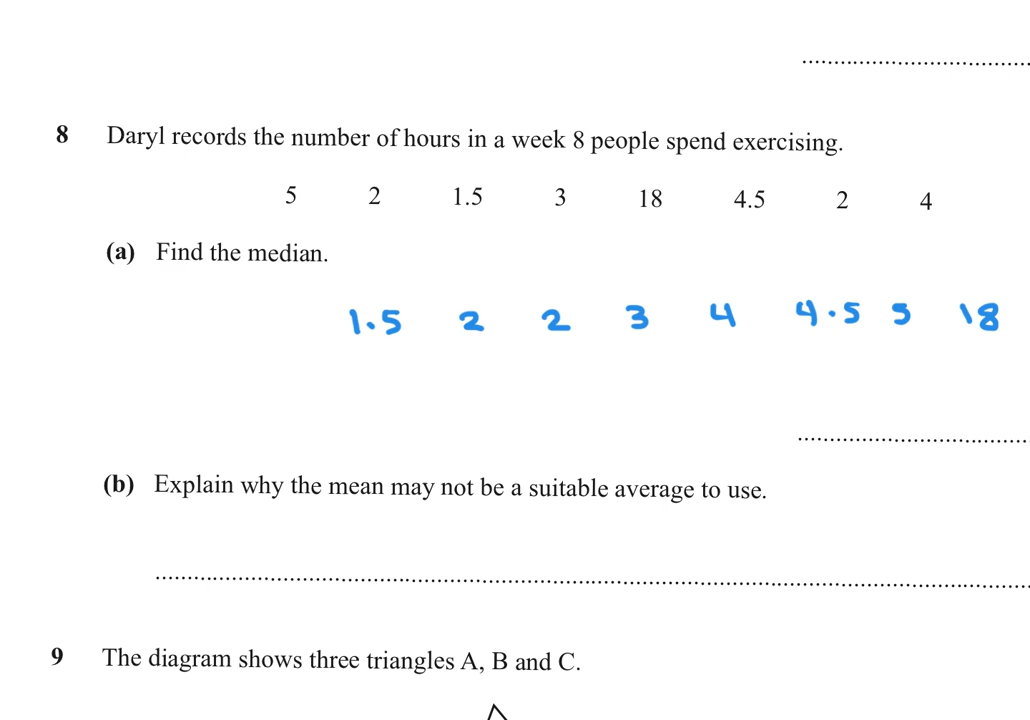 8 Daryl records the number of hours in a week 8 people spend exercising.
5 2 1.5 3 18 4.5 2 4
(a) Find the median.
1.5 2 2 3 4 4.5 5 18
(b) Explain why the mean may not be a suitable average to use.
9 The diagram shows three triangles A, B and C.